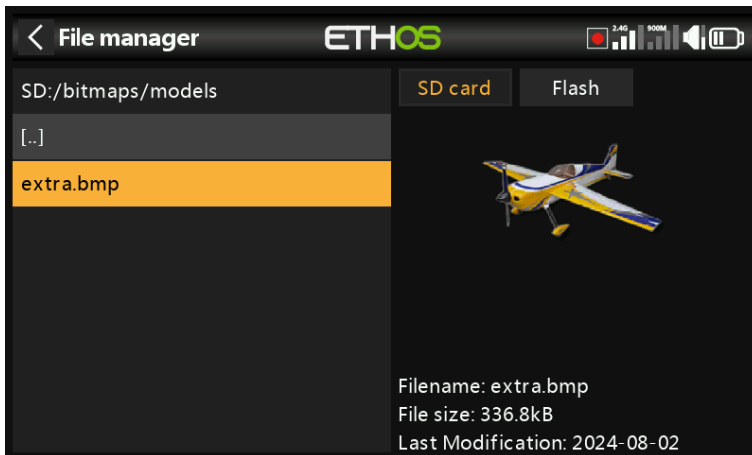 File manager
ETHOS
2.4G 900M
SD:/bitmaps/models
SD card Flash
[..]
extra.bmp
Filename: extra.bmp
File size: 336.8kB
Last Modification: 2024-08-02